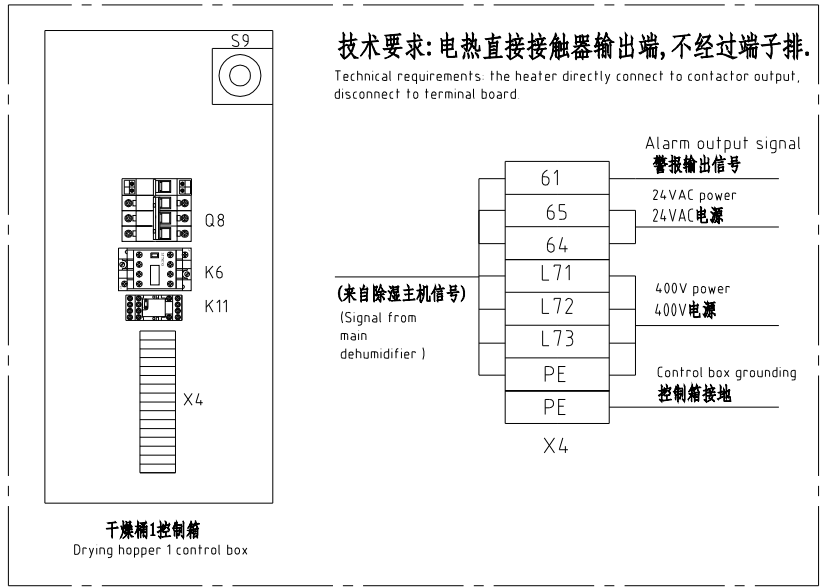 S9
Q8
K6
K11
X4
干燥桶1控制箱
Drying hopper 1 control box
技术要求: 电热直接接触器输出端, 不经过端子排.
Technical requirements: the heater directly connect to contactor output,
disconnect to terminal board.
(来自除湿主机信号)
(Signal from
main
dehumidifier )
61
65
64
L71
L72
L73
PE
PE
X4
Alarm output signal
警报输出信号
24VAC power
24VAC电源
400V power
400V电源
Control box grounding
控制箱接地